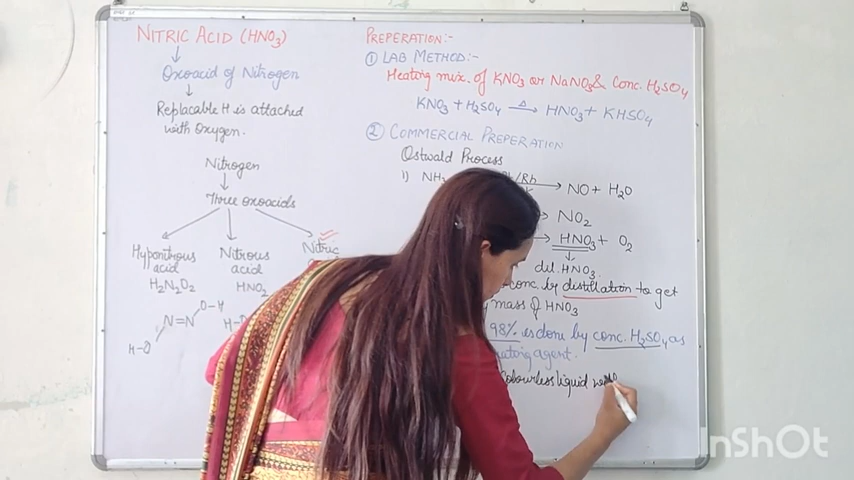 NITRIC ACID (HNO3)
Oxoacid of Nitrogen
Replacable H is attached
with Oxygen.
Nitrogen
Three oxoacids
Hyponitrous
acid
H2N2O2
Nitrous
acid
HNO2
Nitric
N=N
O-H
H-O
H-O
PREPERATION:-
① LAB METHOD:-
Heating mix. of KNO3 or NaNO3 & Conc. H2SO4
KNO3 + H2SO4 —Δ→ HNO3 + KHSO4
② COMMERCIAL PREPERATION
Ostwald Process
1) NH3 /Rh → NO + H2O
→ NO2
→ HNO3 + O2
dil. HNO3.
conc. by distillation to get
by mass of HNO3
98% is done by conc. H2SO4 as
agent.
Colourless liquid
InShOt